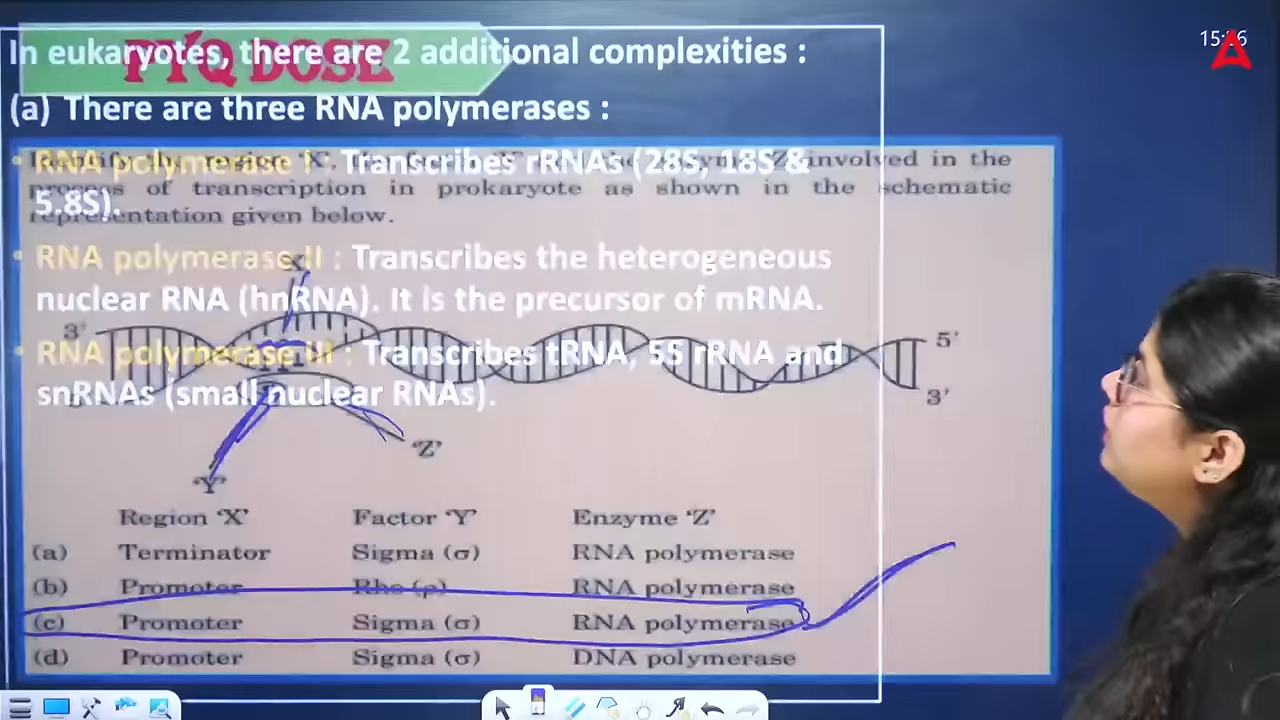 In eukaryotes, there are 2 additional complexities :
PYQ DOSE
15:
(a) There are three RNA polymerases :
• RNA polymerase I : Transcribes rRNAs (28S, 18S &
5.8S).
Identify the region 'X', involved in the
process of transcription in prokaryote as shown in the schematic
representation given below.
• RNA polymerase II : Transcribes the heterogeneous
nuclear RNA (hnRNA). It is the precursor of mRNA.
• RNA polymerase III : Transcribes tRNA, 5S rRNA and
snRNAs (small nuclear RNAs).
'X'
3' 5'
3'
'Z'
'Y'
Region 'X' Factor 'Y' Enzyme 'Z'
(a) Terminator Sigma (σ) RNA polymerase
(b) Promoter Rho (ρ) RNA polymerase
(c) Promoter Sigma (σ) RNA polymerase
(d) Promoter Sigma (σ) DNA polymerase